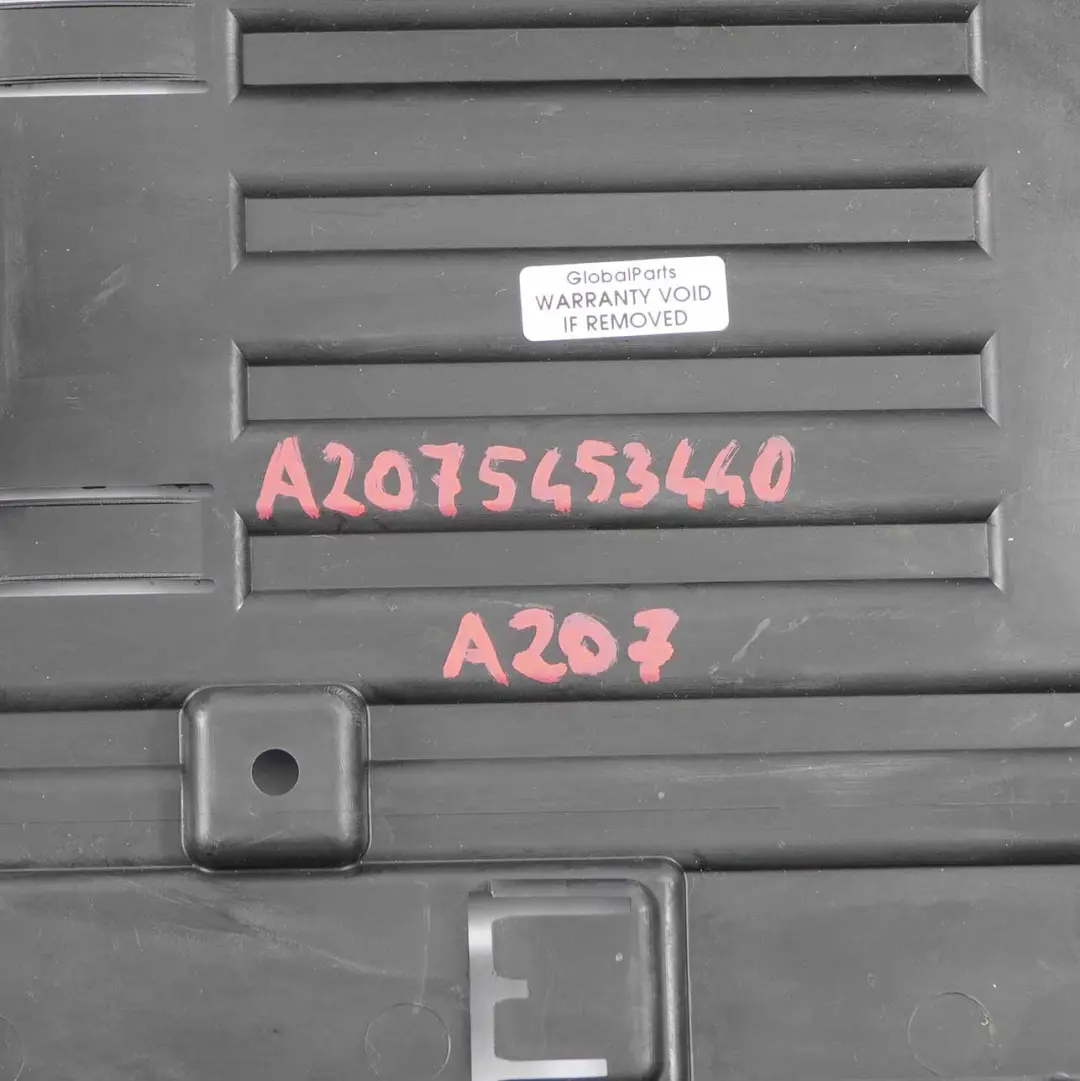 GlobalParts
WARRANTY VOID
IF REMOVED
A2075453440
A207